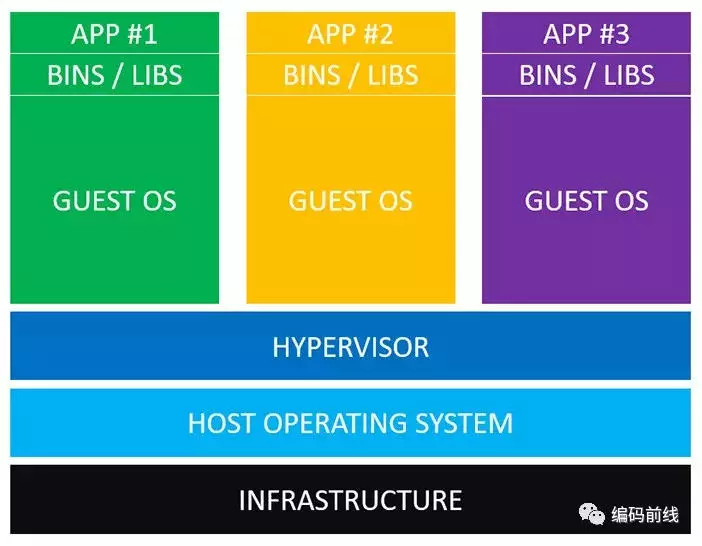 APP #1
BINS / LIBS
GUEST OS
APP #2
BINS / LIBS
GUEST OS
APP #3
BINS / LIBS
GUEST OS
HYPERVISOR
HOST OPERATING SYSTEM
INFRASTRUCTURE
编码前线